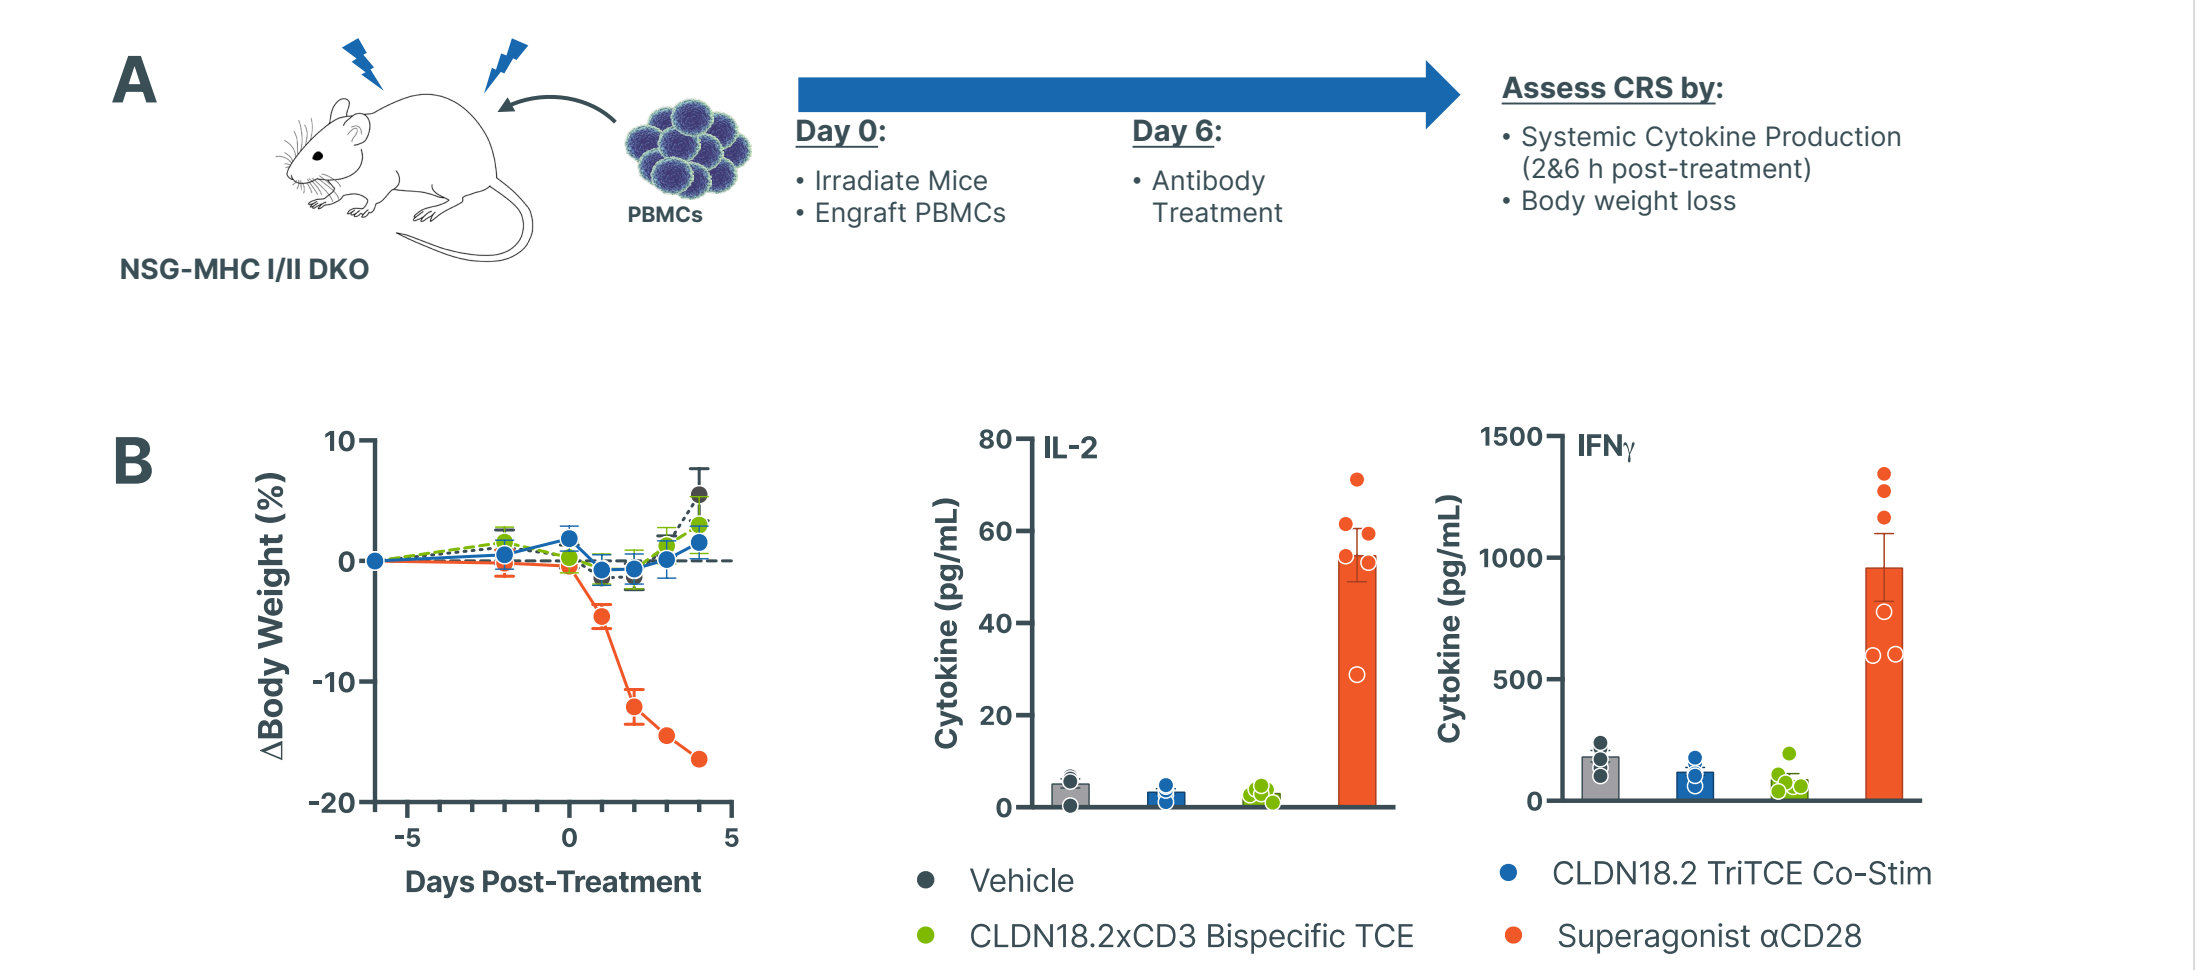 A
PBMCs
NSG-MHC I/II DKO
Day 0:
• Irradiate Mice
• Engraft PBMCs
Day 6:
• Antibody
Treatment
Assess CRS by:
• Systemic Cytokine Production
(2&6 h post-treatment)
• Body weight loss
B
ΔBody Weight (%)
10
0
-10
-20
-5
0
5
Days Post-Treatment
IL-2
Cytokine (pg/mL)
80
60
40
20
0
IFNγ
Cytokine (pg/mL)
1500
1000
500
0
Vehicle
CLDN18.2 TriTCE Co-Stim
CLDN18.2xCD3 Bispecific TCE
Superagonist αCD28